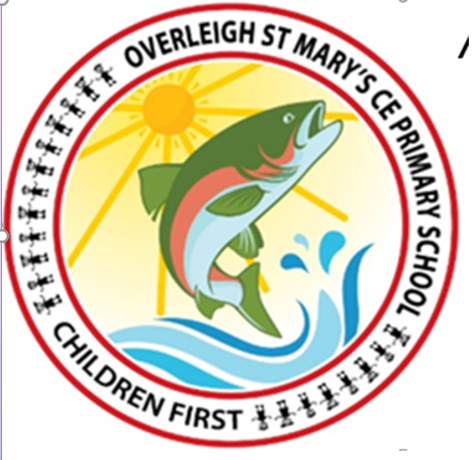 OVERLEIGH ST MARY'S CE PRIMARY SCHOOL
CHILDREN FIRST